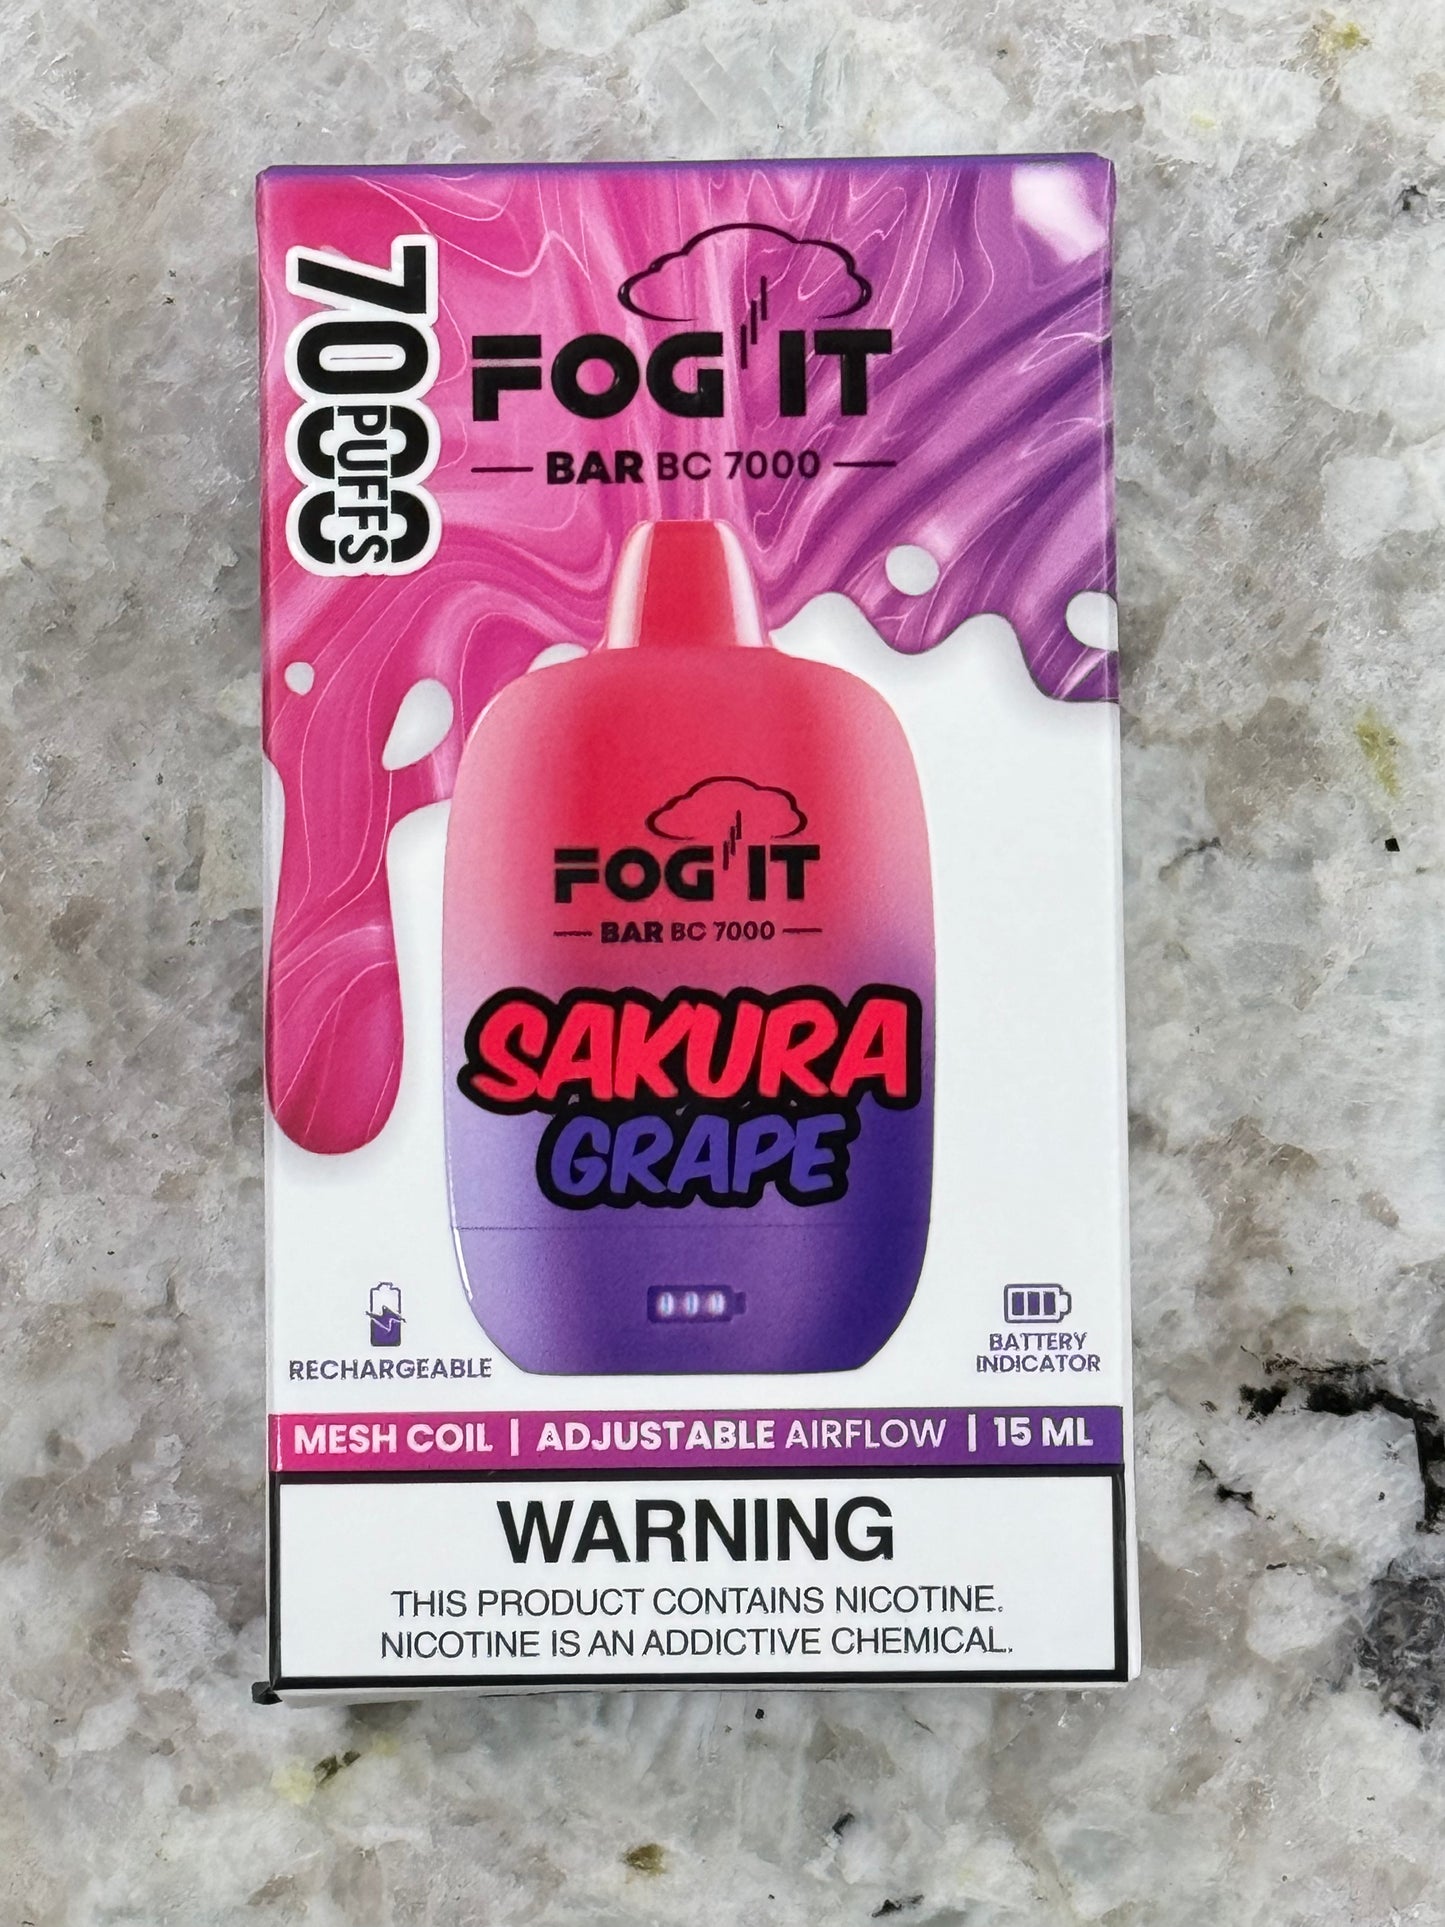 7000
PUFFS
FOG IT
BAR BC 7000
FOG IT
BAR BC 7000
SAKURA
GRAPE
RECHARGEABLE
BATTERY
INDICATOR
MESH COIL | ADJUSTABLE AIRFLOW | 15 ML
WARNING
THIS PRODUCT CONTAINS NICOTINE.
NICOTINE IS AN ADDICTIVE CHEMICAL.